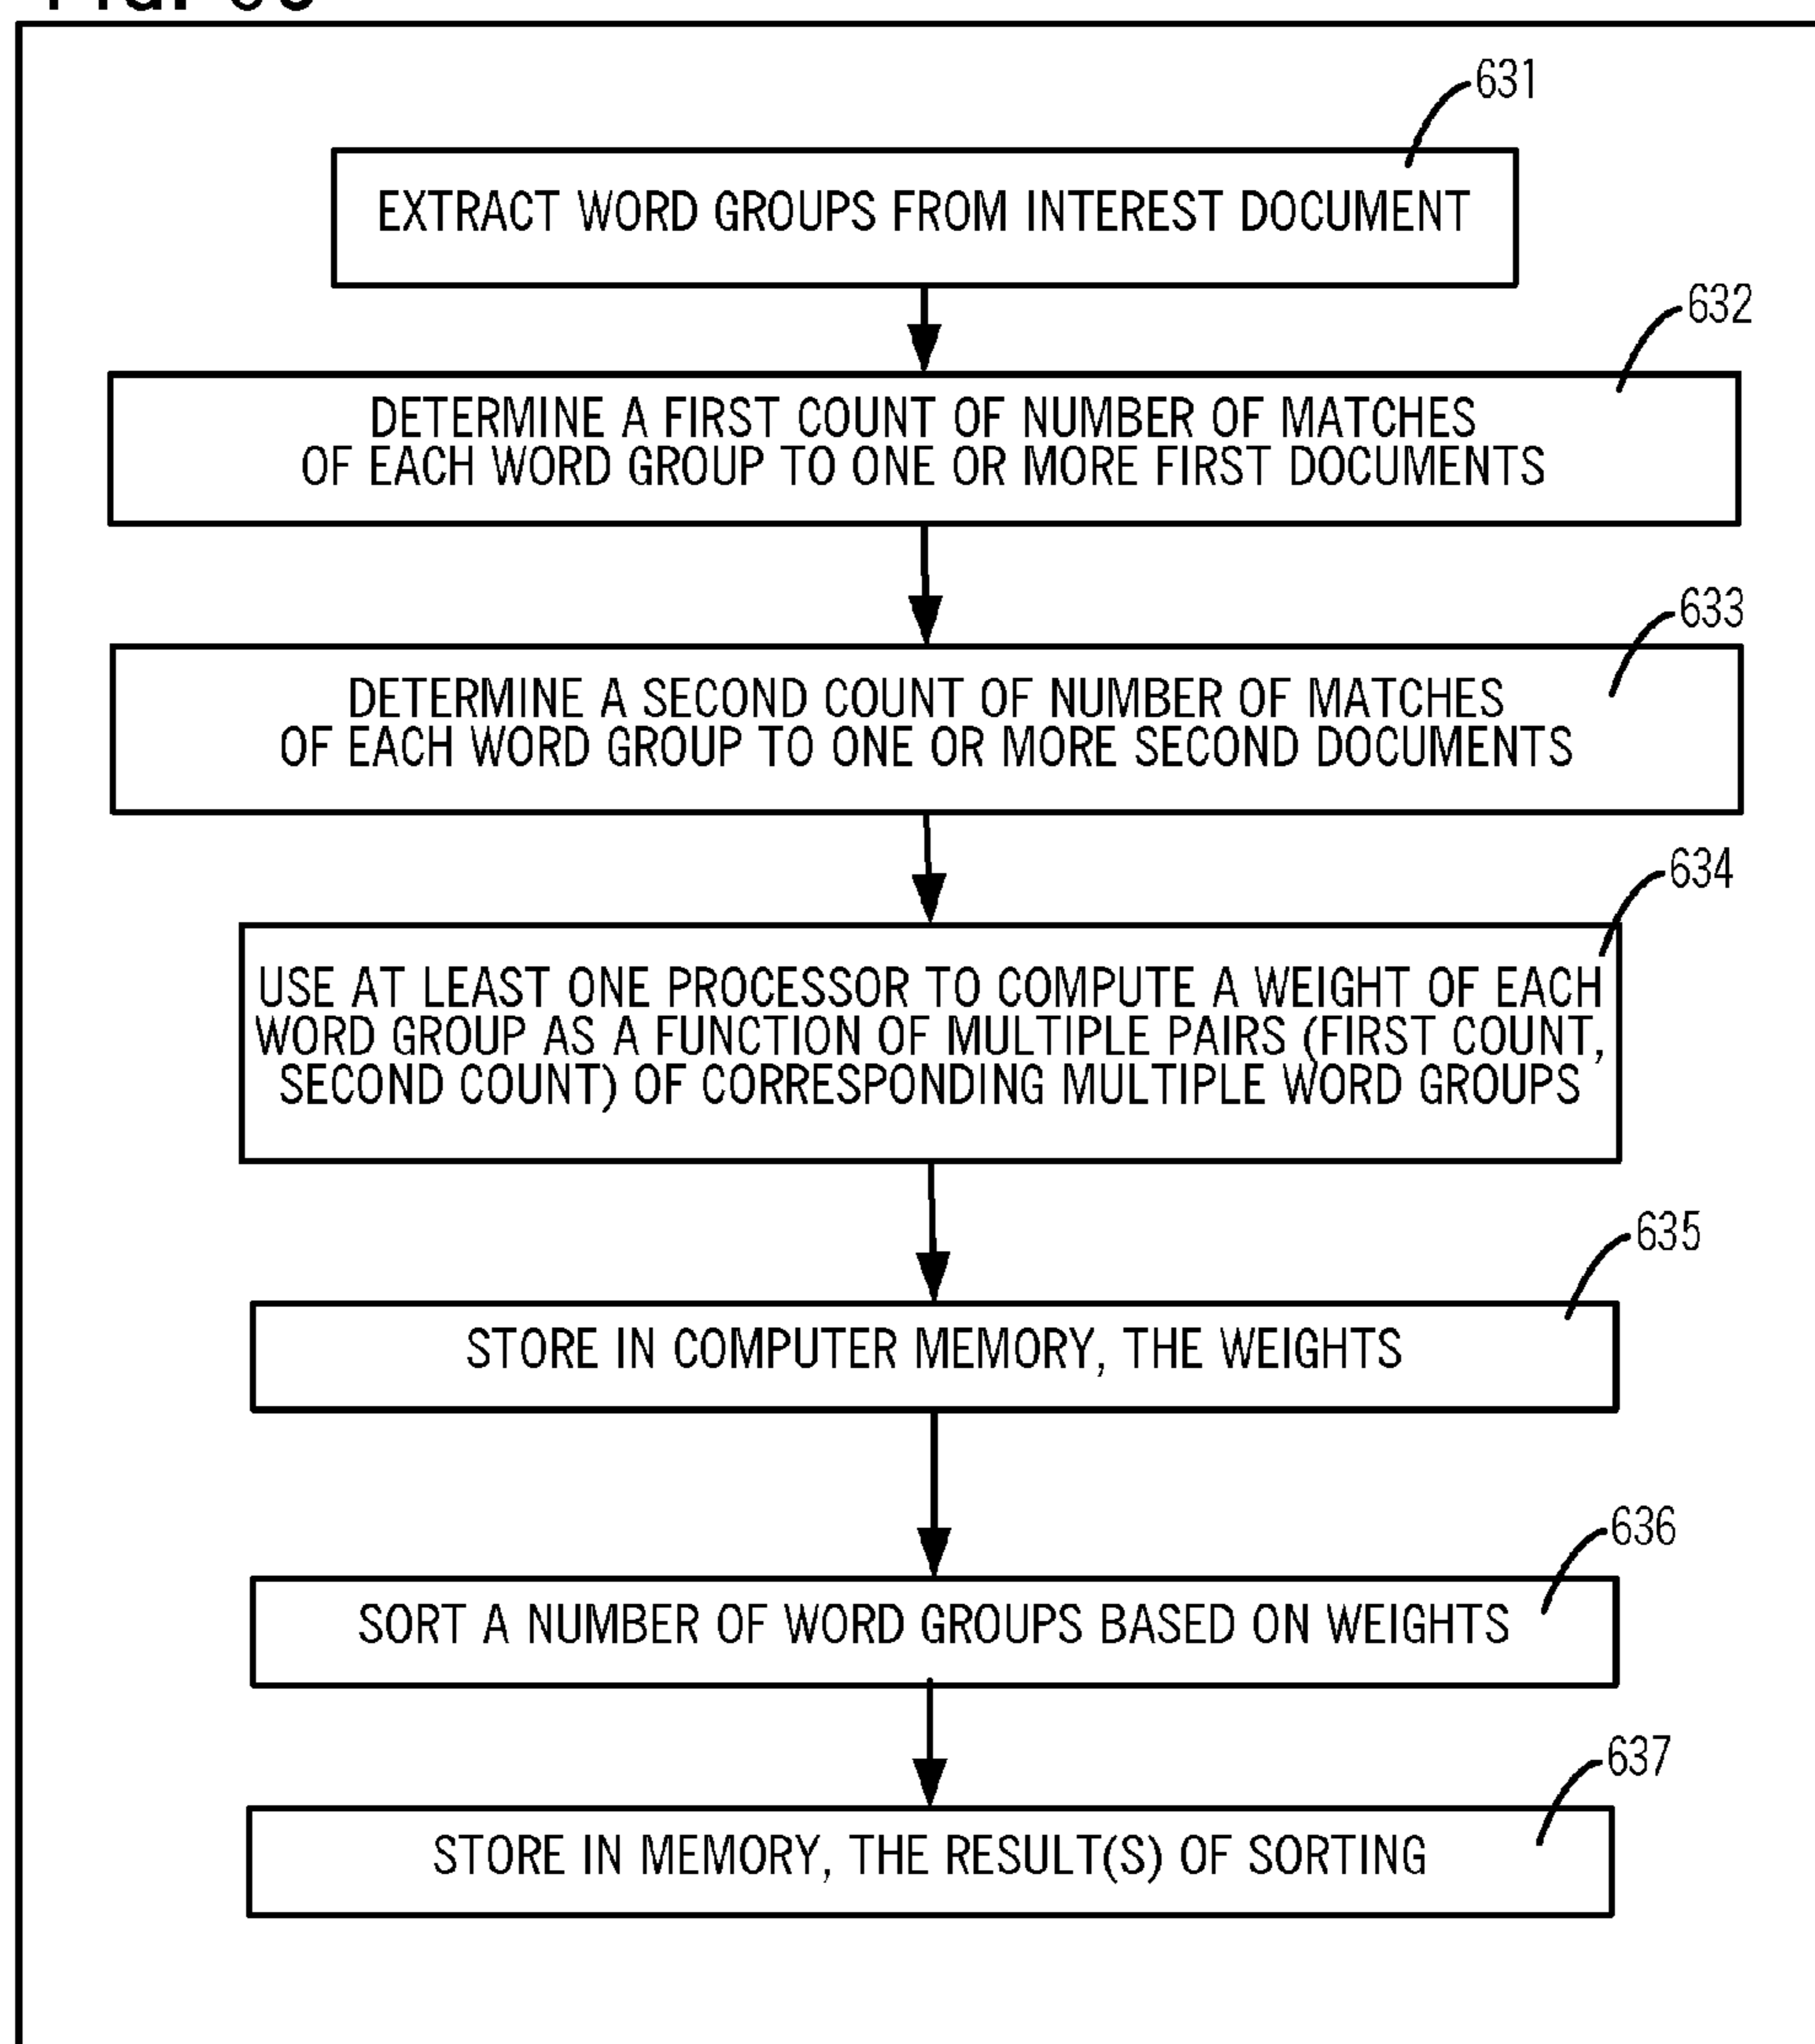 631
EXTRACT WORD GROUPS FROM INTEREST DOCUMENT
632
DETERMINE A FIRST COUNT OF NUMBER OF MATCHES
OF EACH WORD GROUP TO ONE OR MORE FIRST DOCUMENTS
633
DETERMINE A SECOND COUNT OF NUMBER OF MATCHES
OF EACH WORD GROUP TO ONE OR MORE SECOND DOCUMENTS
634
USE AT LEAST ONE PROCESSOR TO COMPUTE A WEIGHT OF EACH
WORD GROUP AS A FUNCTION OF MULTIPLE PAIRS (FIRST COUNT,
SECOND COUNT) OF CORRESPONDING MULTIPLE WORD GROUPS
635
STORE IN COMPUTER MEMORY, THE WEIGHTS
636
SORT A NUMBER OF WORD GROUPS BASED ON WEIGHTS
637
STORE IN MEMORY, THE RESULT(S) OF SORTING